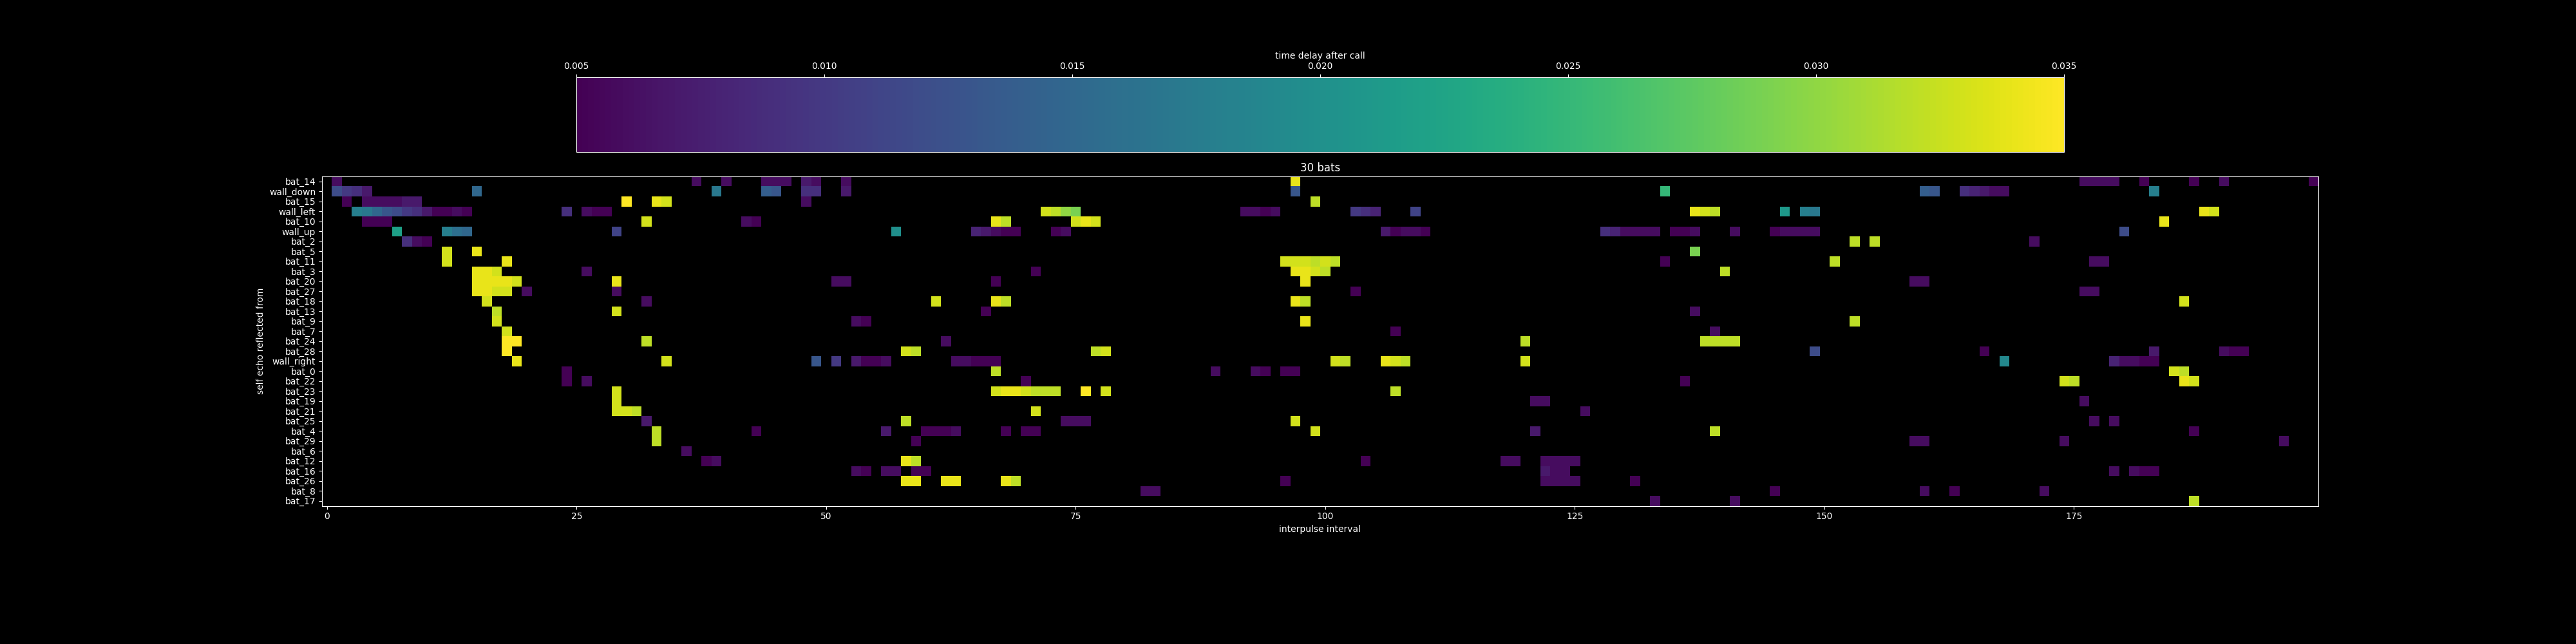 time delay after call
0.005 0.010 0.015 0.020 0.025 0.030 0.035
30 bats
self echo reflected from
bat_14
wall_down
bat_15
wall_left
bat_10
wall_up
bat_2
bat_5
bat_11
bat_3
bat_20
bat_27
bat_18
bat_13
bat_9
bat_7
bat_24
bat_28
wall_right
bat_0
bat_22
bat_23
bat_19
bat_21
bat_25
bat_4
bat_29
bat_6
bat_12
bat_16
bat_26
bat_8
bat_17
0 25 50 75 100 125 150 175
interpulse interval